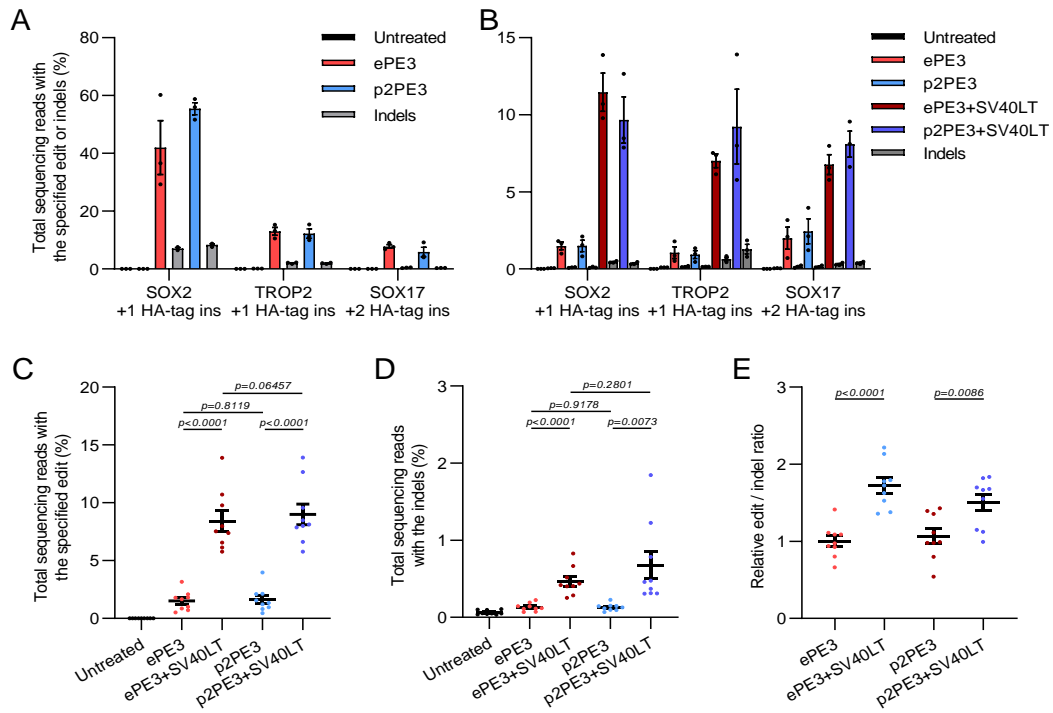 A
Total sequencing reads with
the specified edit or indels (%)
80
60
40
20
0
Untreated
ePE3
p2PE3
Indels
SOX2
+1 HA-tag ins
TROP2
+1 HA-tag ins
SOX17
+2 HA-tag ins
B
15
10
5
0
Untreated
ePE3
p2PE3
ePE3+SV40LT
p2PE3+SV40LT
Indels
SOX2
+1 HA-tag ins
TROP2
+1 HA-tag ins
SOX17
+2 HA-tag ins
C
Total sequencing reads with
the specified edit (%)
20
15
10
5
0
p=0.06457
p=0.8119
p<0.0001
p<0.0001
Untreated
ePE3
ePE3+SV40LT
p2PE3
p2PE3+SV40LT
D
Total sequencing reads
with the indels (%)
3
2
1
0
p=0.2801
p=0.9178
p<0.0001
p=0.0073
Untreated
ePE3
ePE3+SV40LT
p2PE3
p2PE3+SV40LT
E
Relative edit / indel ratio
3
2
1
0
p<0.0001
p=0.0086
ePE3
ePE3+SV40LT
p2PE3
p2PE3+SV40LT